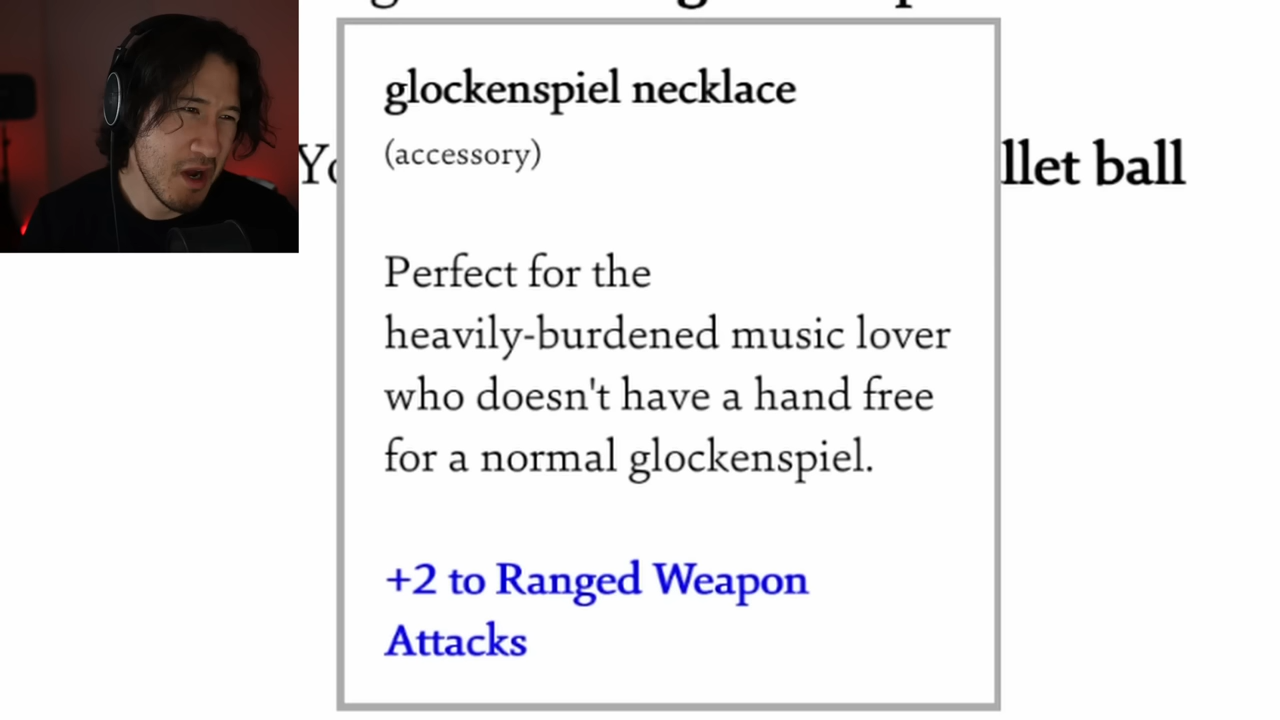 glockenspiel necklace
(accessory)
llet ball
Perfect for the
heavily-burdened music lover
who doesn't have a hand free
for a normal glockenspiel.
+2 to Ranged Weapon
Attacks